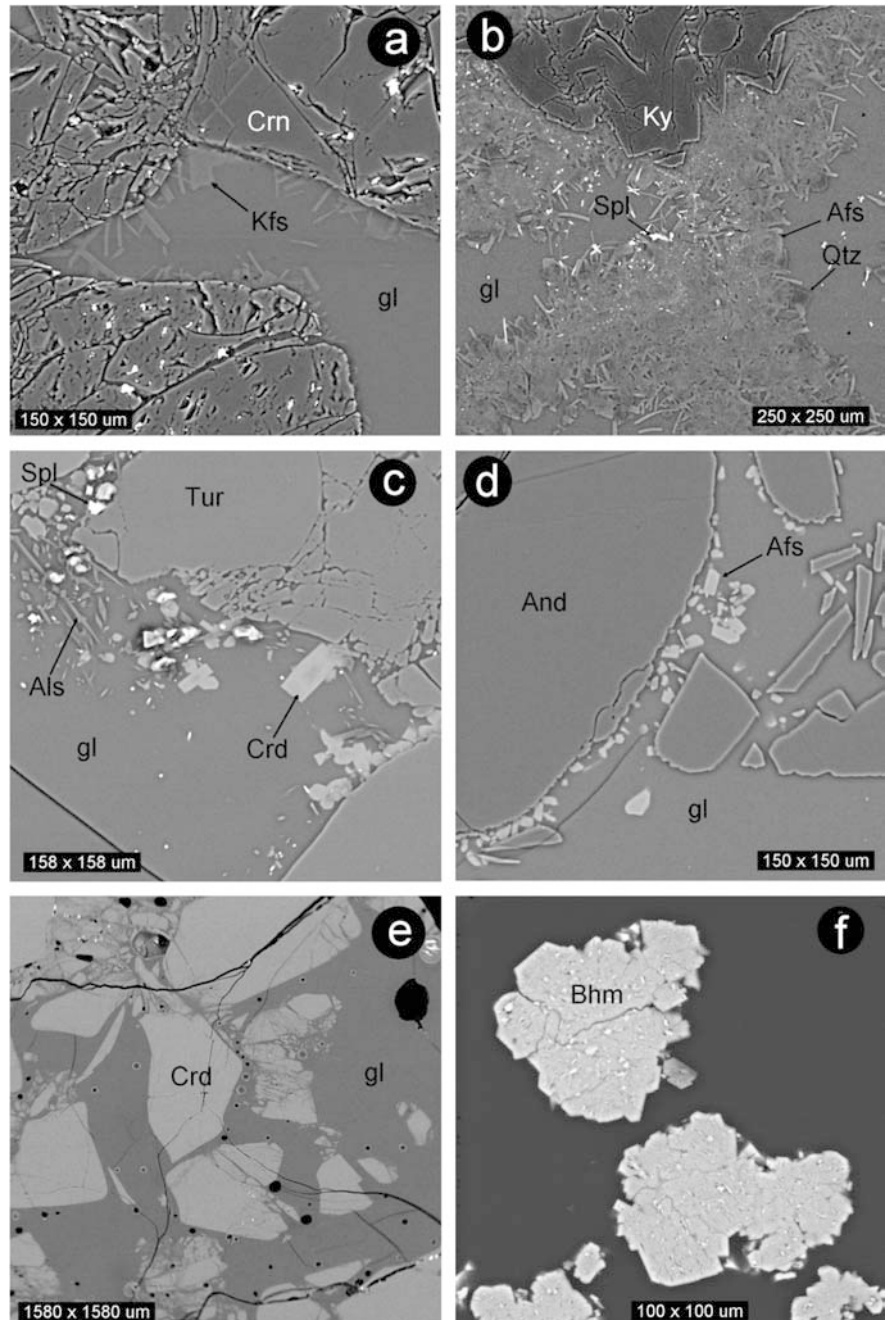 a
Crn
Kfs
gl
150 x 150 um
b
Ky
Spl
Afs
Qtz
gl
250 x 250 um
c
Spl
Tur
Als
Crd
gl
158 x 158 um
d
Afs
And
gl
150 x 150 um
e
Crd
gl
1580 x 1580 um
f
Bhm
100 x 100 um